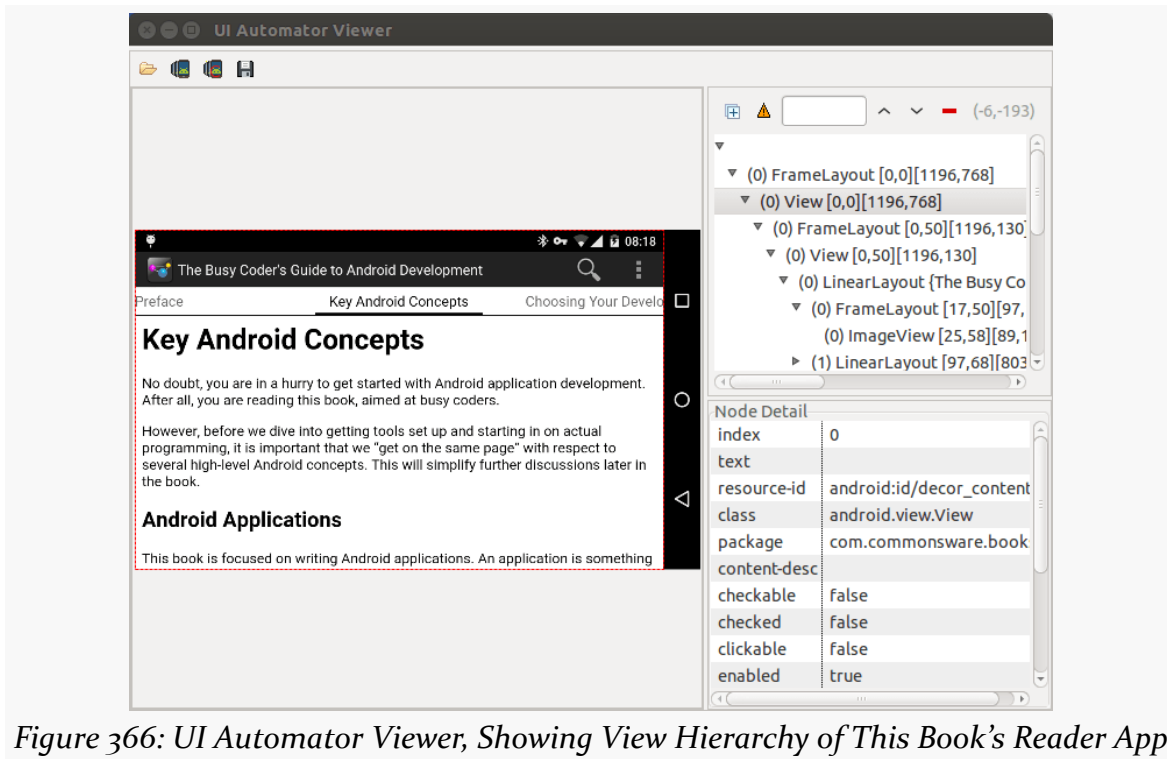 UI Automator Viewer
(-6,-193)
(0) FrameLayout [0,0][1196,768]
(0) View [0,0][1196,768]
(0) FrameLayout [0,50][1196,130]
(0) View [0,50][1196,130]
(0) LinearLayout {The Busy Co
(0) FrameLayout [17,50][97,
(0) ImageView [25,58][89,1
(1) LinearLayout [97,68][803
08:18
The Busy Coder's Guide to Android Development
Preface Key Android Concepts Choosing Your Develo
Key Android Concepts
No doubt, you are in a hurry to get started with Android application development.
After all, you are reading this book, aimed at busy coders.
However, before we dive into getting tools set up and starting in on actual
programming, it is important that we “get on the same page” with respect to
several high-level Android concepts. This will simplify further discussions later in
the book.
Android Applications
This book is focused on writing Android applications. An application is something
Node Detail
index 0
text
resource-id android:id/decor_content
class android.view.View
package com.commonsware.book
content-desc
checkable false
checked false
clickable false
enabled true
Figure 366: UI Automator Viewer, Showing View Hierarchy of This Book's Reader App